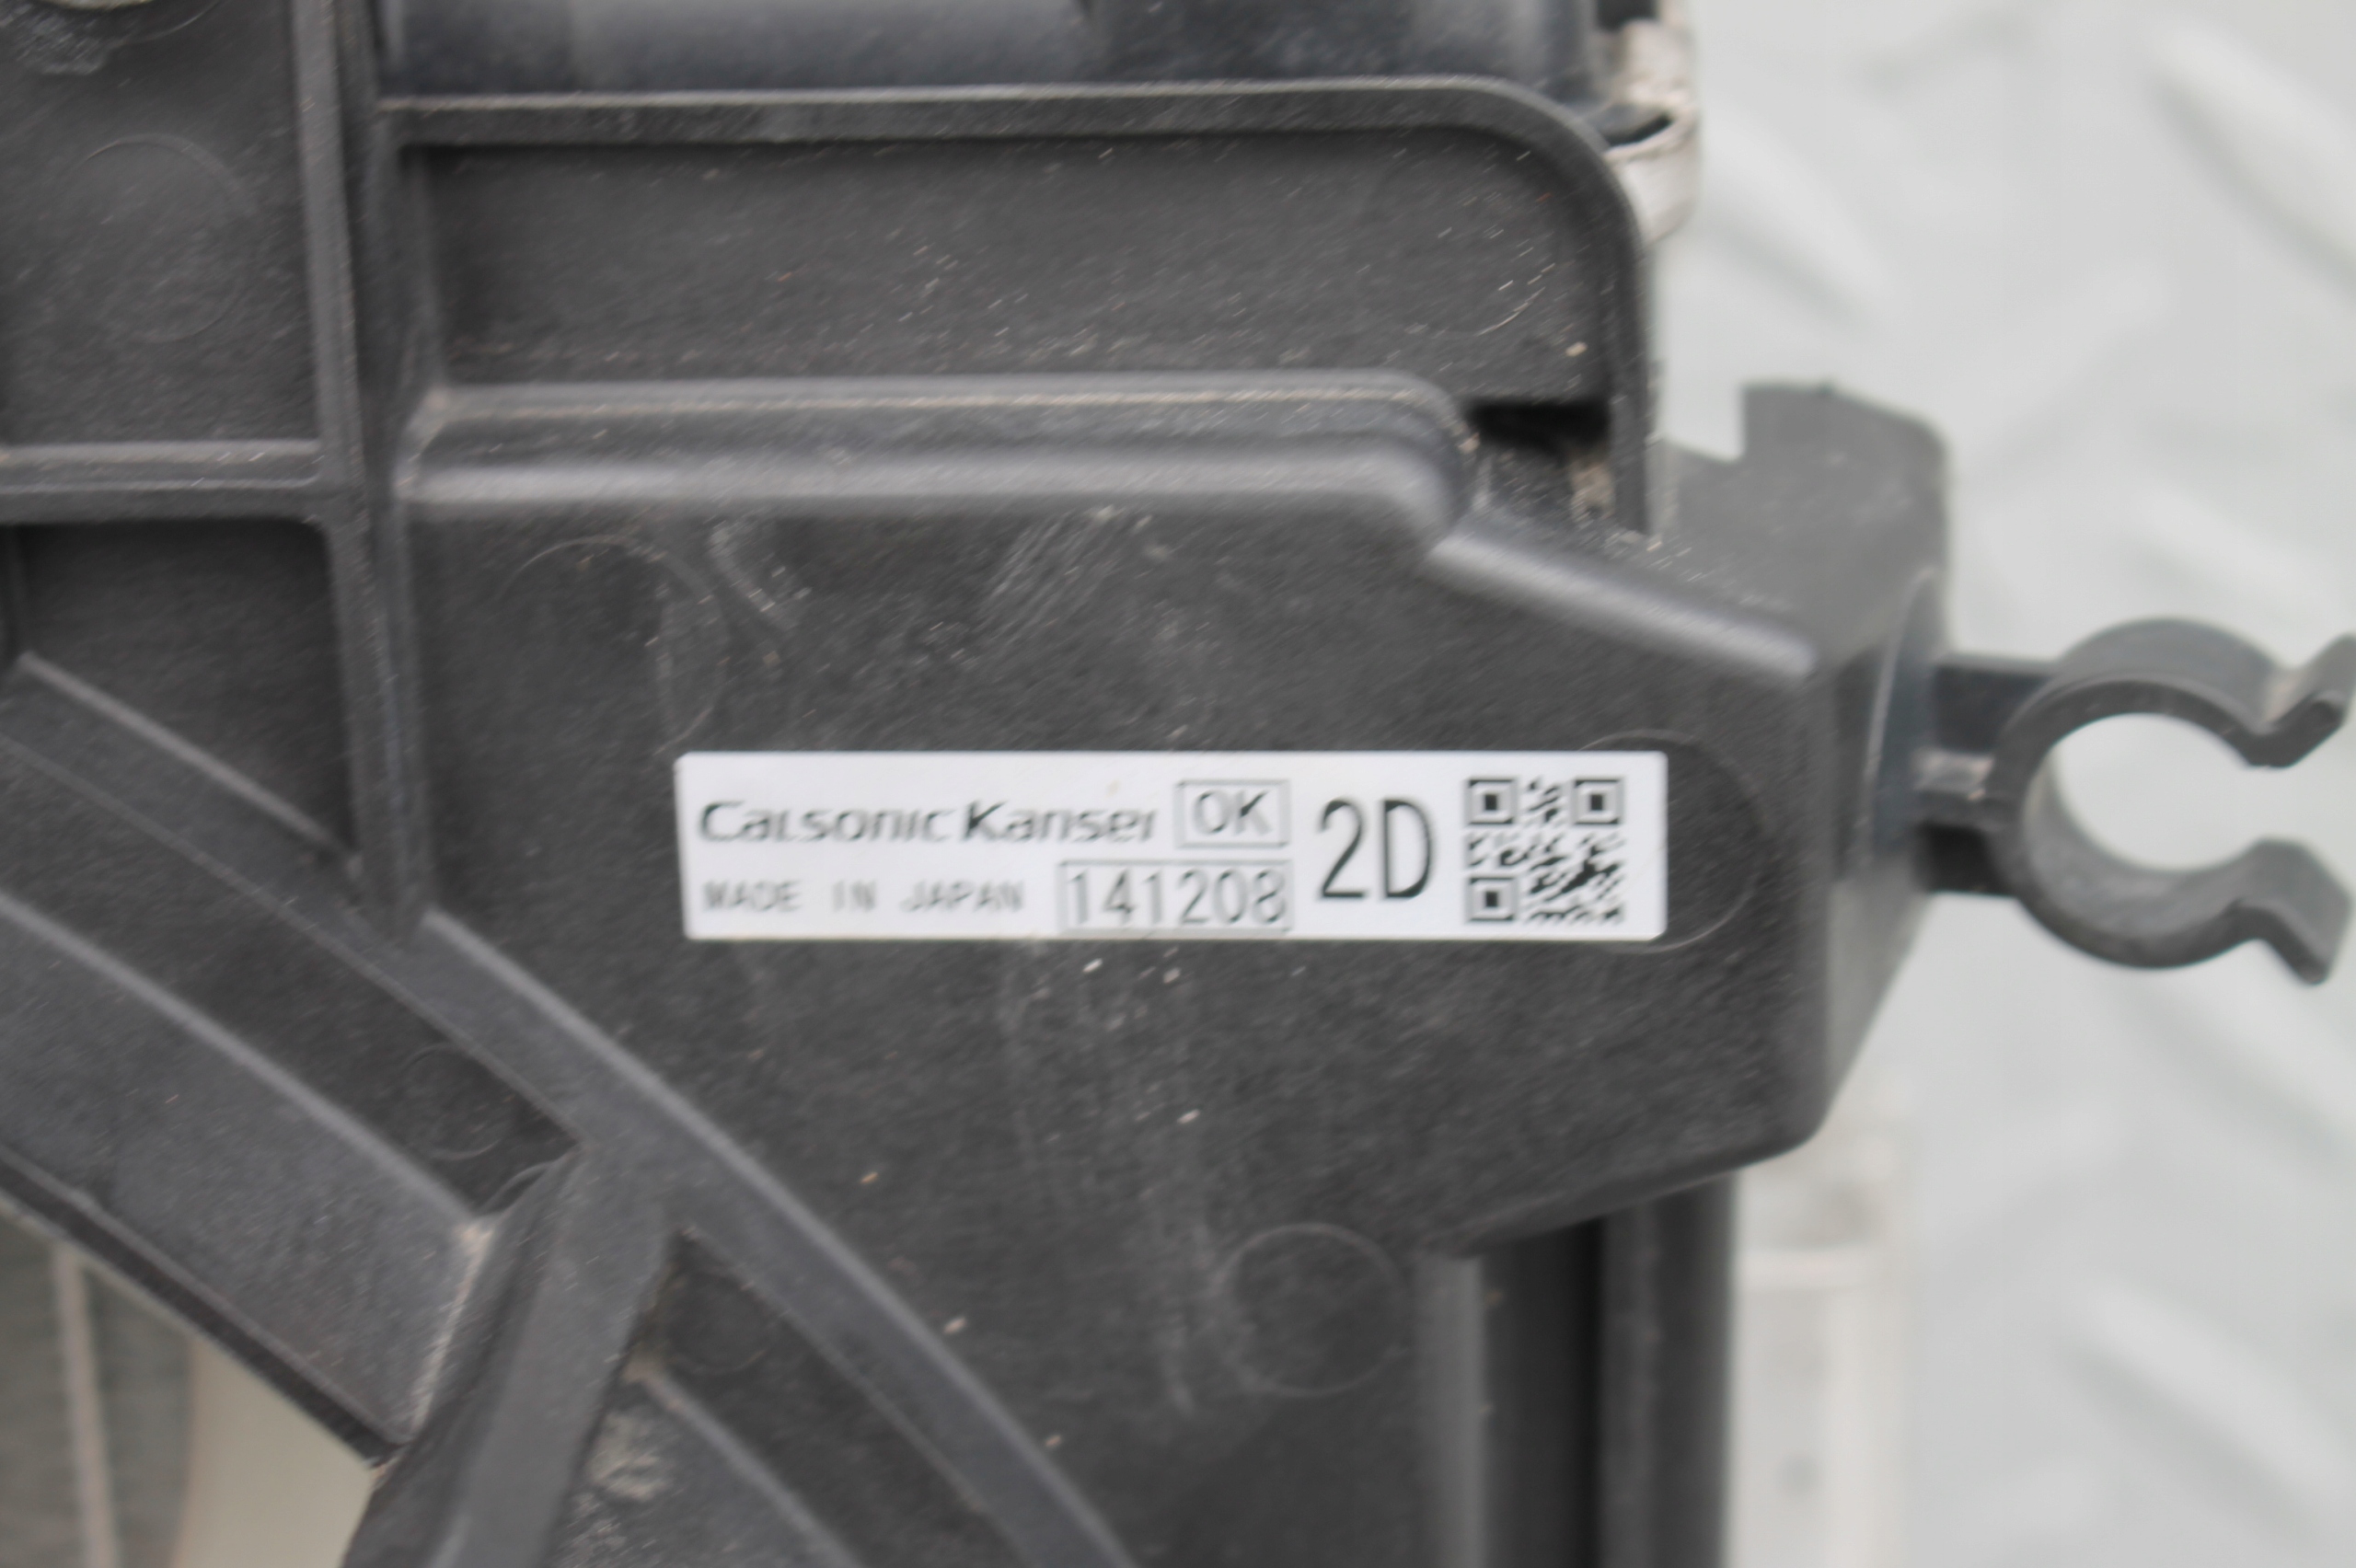 Calsonic Kansei OK 2D
MADE IN JAPAN 141208